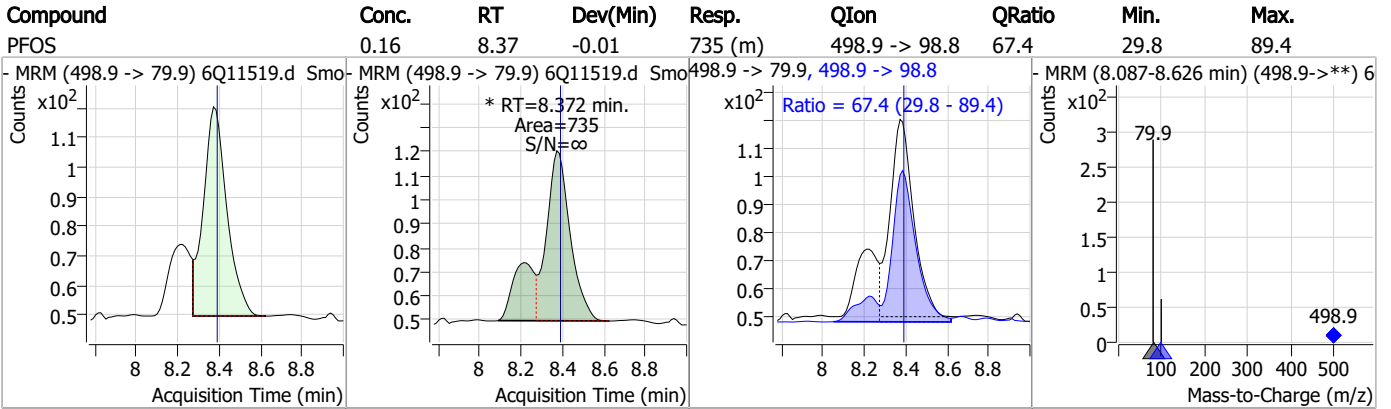 Compound Conc. RT Dev(Min) Resp. QIon QRatio Min. Max.
PFOS 0.16 8.37 -0.01 735 (m) 498.9 -> 98.8 67.4 29.8 89.4
- MRM (498.9 -> 79.9) 6Q11519.d Smo
Counts
x10²
1.1
1
0.9
0.8
0.7
0.6
0.5
8 8.2 8.4 8.6 8.8
Acquisition Time (min)
- MRM (498.9 -> 79.9) 6Q11519.d Smo
Counts
x10²
* RT=8.372 min.
Area=735
S/N=∞
1.2
1.1
1
0.9
0.8
0.7
0.6
0.5
8 8.2 8.4 8.6 8.8
Acquisition Time (min)
498.9 -> 79.9, 498.9 -> 98.8
Counts
x10²
Ratio = 67.4 (29.8 - 89.4)
1.1
1
0.9
0.8
0.7
0.6
0.5
8 8.2 8.4 8.6 8.8
Acquisition Time (min)
- MRM (8.087-8.626 min) (498.9->**) 6
Counts
x10²
3
2.5
2
1.5
1
0.5
0
79.9
498.9
100 200 300 400 500
Mass-to-Charge (m/z)